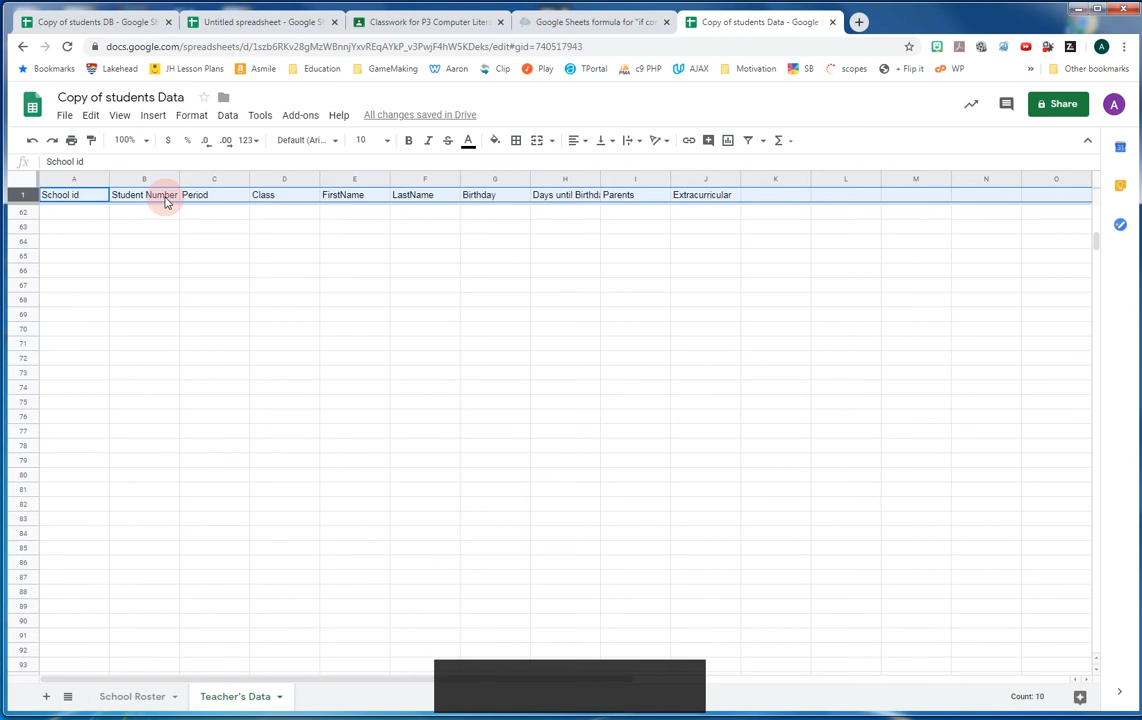 Copy of students DB - Google Sh
Untitled spreadsheet - Google Sh
Classwork for P3 Computer Liter
Google Sheets formula for "if cor
Copy of students Data - Google
docs.google.com/spreadsheets/d/1szb6RKv28gMzWBnnjYxvREQAYkP_v3PwjF4hW5KDeks/edit#gid=740517943
Bookmarks
Lakehead
JH Lesson Plans
Asmile
Education
GameMaking
Aaron
Clip
Play
TPortal
c9 PHP
AJAX
Motivation
SB
scopes
+ Flip it
WP
»
Other bookmarks
Copy of students Data
File Edit View Insert Format Data Tools Add-ons Help All changes saved in Drive
Share
A
100% $ % .0 .00 123 Default (Ari... 10 B I S A
fx School id
A B C D E F G H I J K L M N O
1 School id Student Number Period Class FirstName LastName Birthday Days until Birthda Parents Extracurricular
62
63
64
65
66
67
68
69
70
71
72
73
74
75
76
77
78
79
80
81
82
83
84
85
86
87
88
89
90
91
92
93
School Roster
Teacher's Data
Count: 10